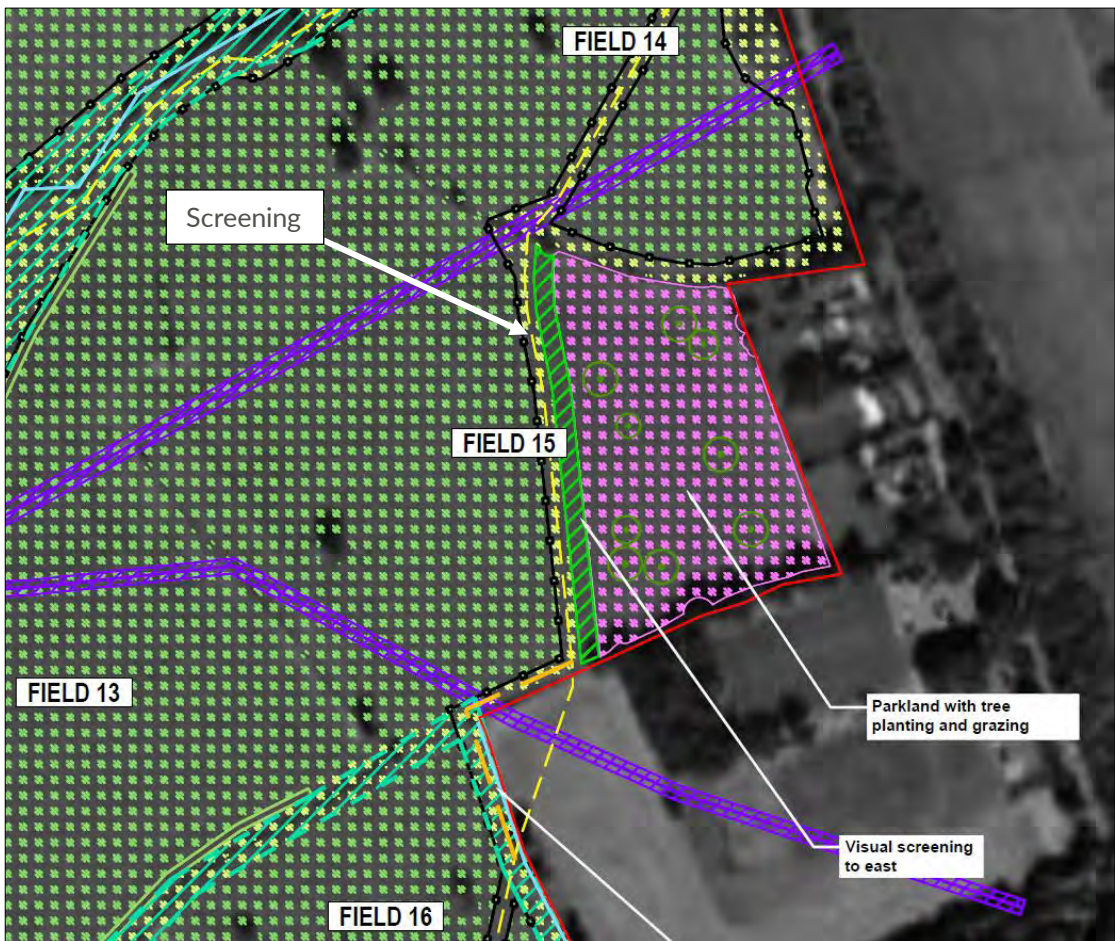 FIELD 14
Screening
FIELD 15
FIELD 13
Parkland with tree
planting and grazing
Visual screening
to east
FIELD 16